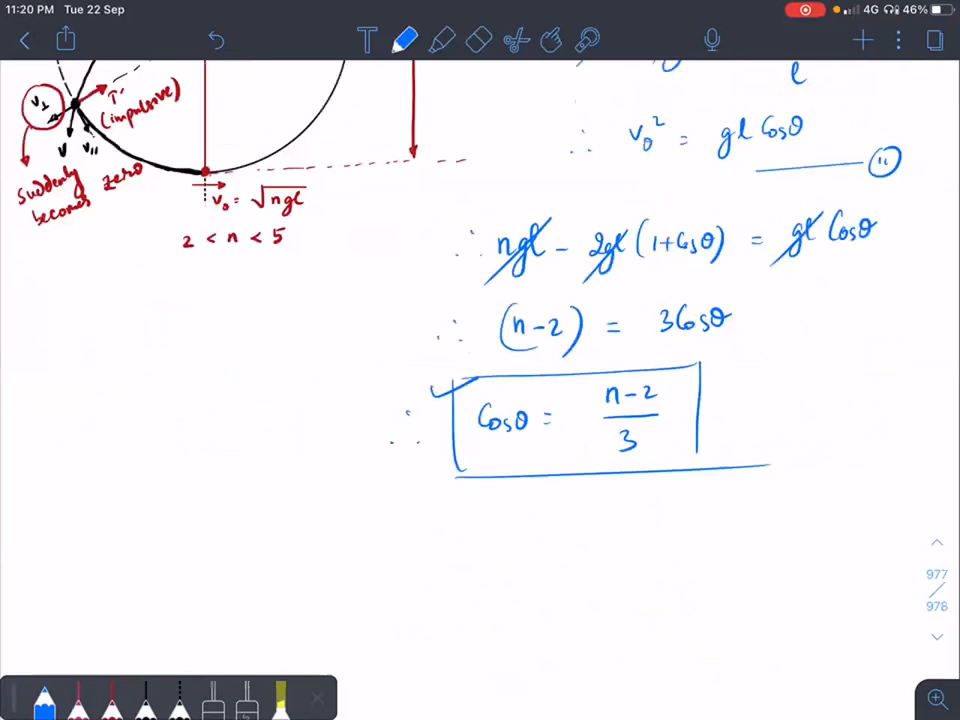 11:20 PM Tue 22 Sep
4G 46%
l
v⊥
T'
(impulsive)
v v||
Suddenly
becomes zero
v₀ = √ngl
2 < n < 5
∴ vθ² = gl Cosθ
(ii)
∴ ngl - 2gl (1+Cosθ) = gl Cosθ
∴ (n-2) = 3Cosθ
∴ Cosθ = n-2/3
977
/
978